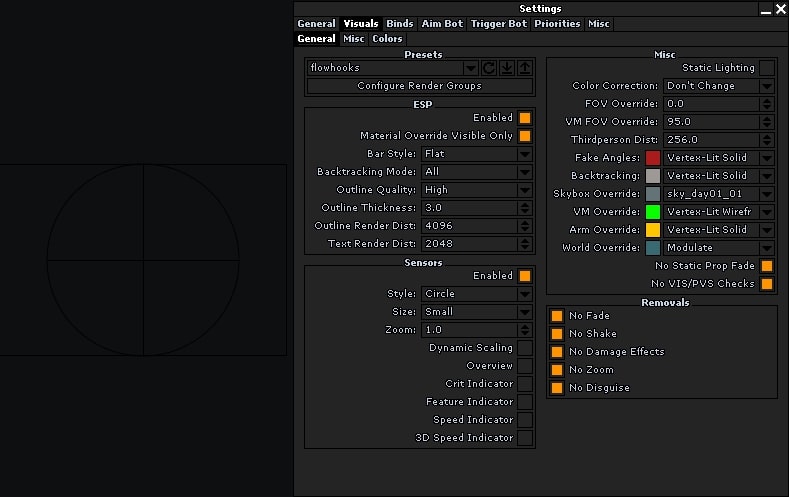 Settings
General Visuals Binds Aim Bot Trigger Bot Priorities Misc
General Misc Colors
Presets
flowhooks
Configure Render Groups
ESP
Enabled
Material Override Visible Only
Bar Style: Flat
Backtracking Mode: All
Outline Quality: High
Outline Thickness: 3.0
Outline Render Dist: 4096
Text Render Dist: 2048
Sensors
Enabled
Style: Circle
Size: Small
Zoom: 1.0
Dynamic Scaling
Overview
Crit Indicator
Feature Indicator
Speed Indicator
3D Speed Indicator
Misc
Static Lighting
Color Correction: Don't Change
FOV Override: 0.0
VM FOV Override: 95.0
Thirdperson Dist: 256.0
Fake Angles: Vertex-Lit Solid
Backtracking: Vertex-Lit Solid
Skybox Override: sky_day01_01
VM Override: Vertex-Lit Wirefr
Arm Override: Vertex-Lit Solid
World Override: Modulate
No Static Prop Fade
No VIS/PVS Checks
Removals
No Fade
No Shake
No Damage Effects
No Zoom
No Disguise